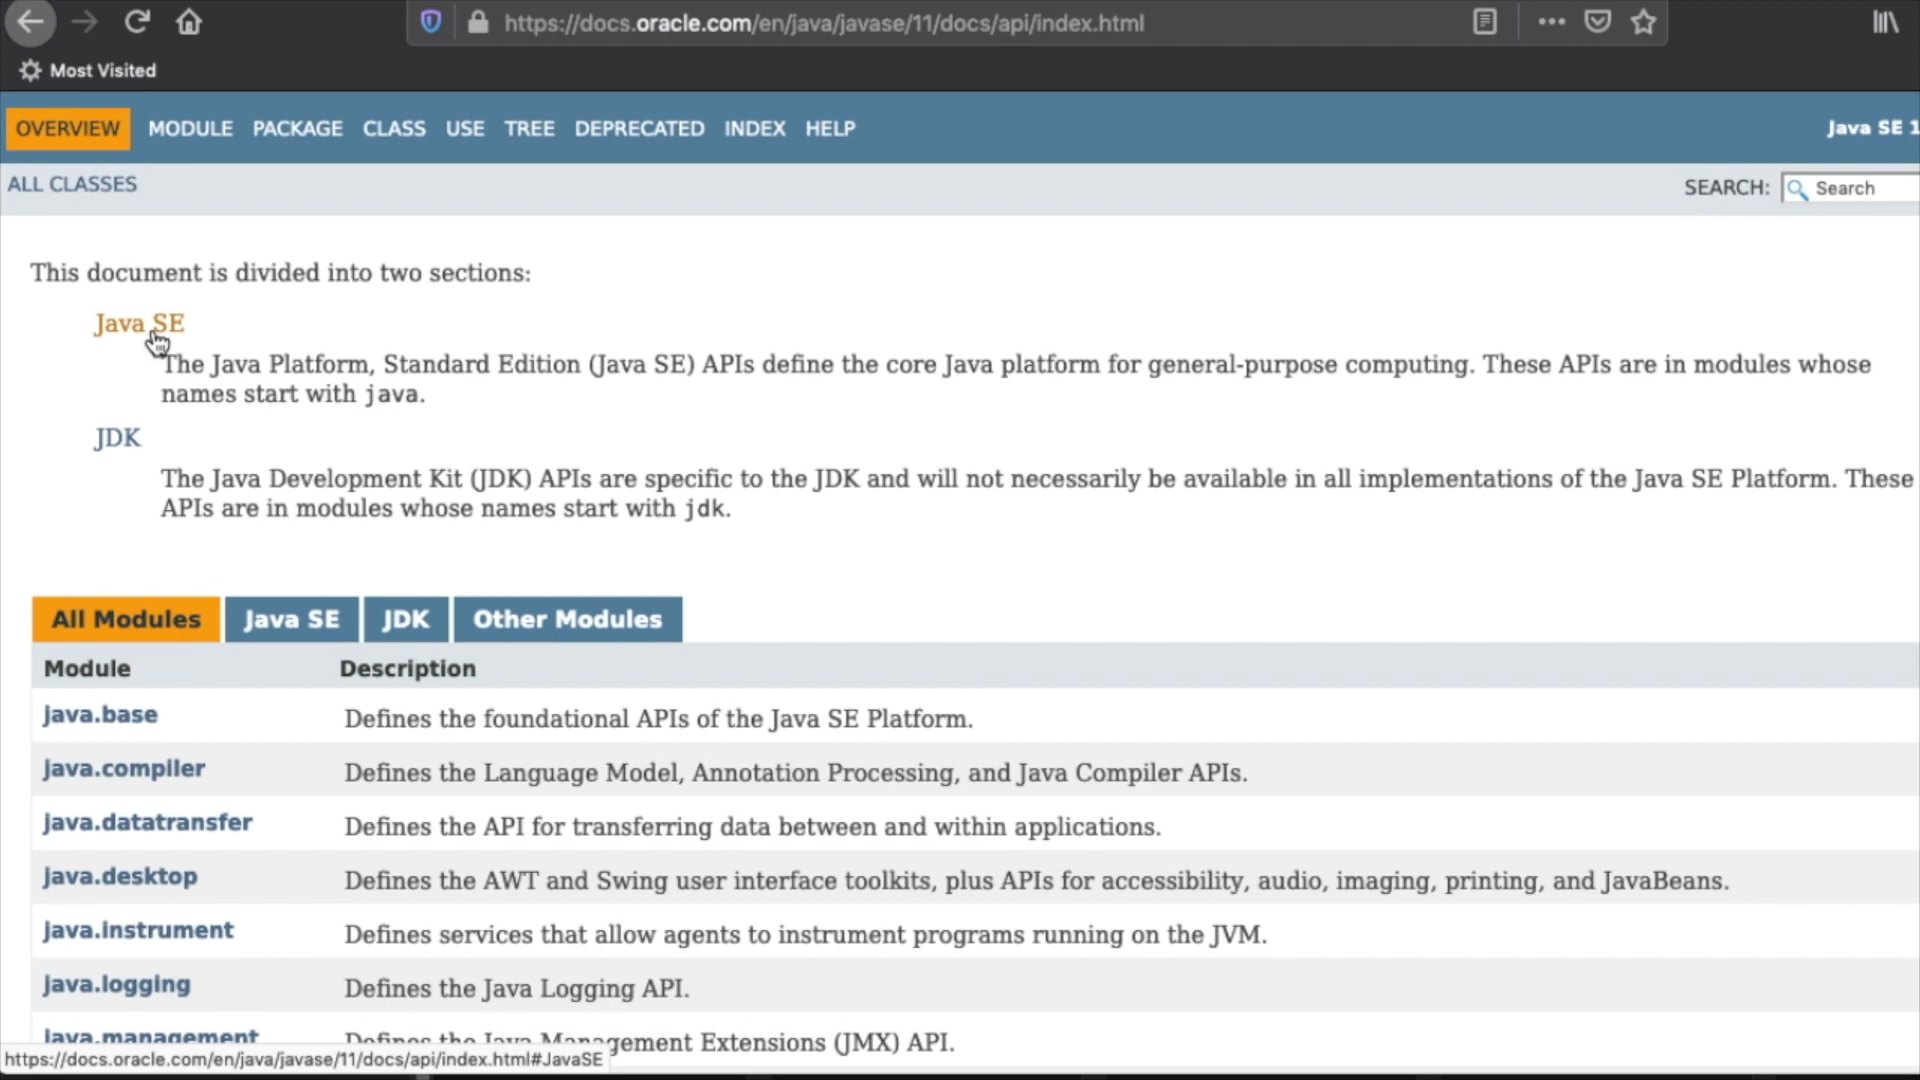 https://docs.oracle.com/en/java/javase/11/docs/api/index.html
Most Visited
OVERVIEW MODULE PACKAGE CLASS USE TREE DEPRECATED INDEX HELP
Java SE 1
ALL CLASSES
SEARCH: Search
This document is divided into two sections:
Java SE
The Java Platform, Standard Edition (Java SE) APIs define the core Java platform for general-purpose computing. These APIs are in modules whose
names start with java.
JDK
The Java Development Kit (JDK) APIs are specific to the JDK and will not necessarily be available in all implementations of the Java SE Platform. These
APIs are in modules whose names start with jdk.
All Modules Java SE JDK Other Modules
Module Description
java.base Defines the foundational APIs of the Java SE Platform.
java.compiler Defines the Language Model, Annotation Processing, and Java Compiler APIs.
java.datatransfer Defines the API for transferring data between and within applications.
java.desktop Defines the AWT and Swing user interface toolkits, plus APIs for accessibility, audio, imaging, printing, and JavaBeans.
java.instrument Defines services that allow agents to instrument programs running on the JVM.
java.logging Defines the Java Logging API.
java.management Defines the Java Management Extensions (JMX) API.
https://docs.oracle.com/en/java/javase/11/docs/api/index.html#JavaSE